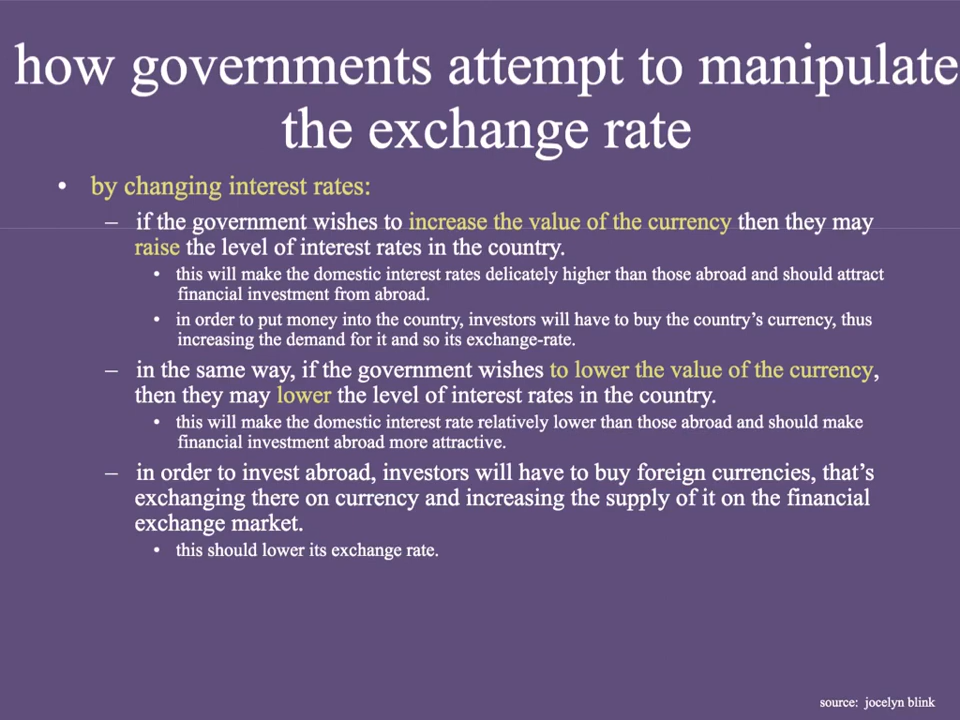 how governments attempt to manipulate
the exchange rate
• by changing interest rates:
– if the government wishes to increase the value of the currency then they may
raise the level of interest rates in the country.
• this will make the domestic interest rates delicately higher than those abroad and should attract
financial investment from abroad.
• in order to put money into the country, investors will have to buy the country’s currency, thus
increasing the demand for it and so its exchange-rate.
– in the same way, if the government wishes to lower the value of the currency,
then they may lower the level of interest rates in the country.
• this will make the domestic interest rate relatively lower than those abroad and should make
financial investment abroad more attractive.
– in order to invest abroad, investors will have to buy foreign currencies, that’s
exchanging there on currency and increasing the supply of it on the financial
exchange market.
• this should lower its exchange rate.
source: jocelyn blink